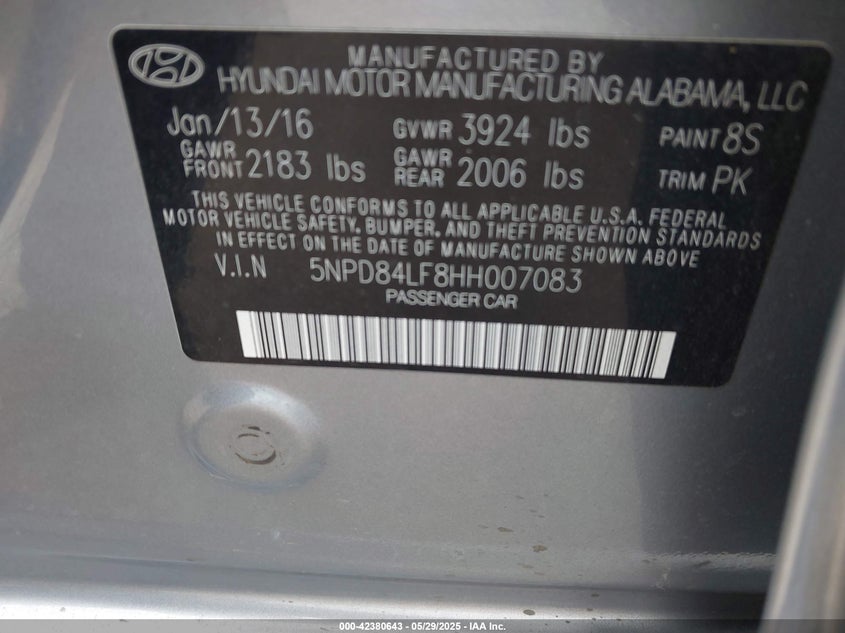 MANUFACTURED BY
HYUNDAI MOTOR MANUFACTURING ALABAMA, LLC
Jan/13/16 GVWR 3924 lbs PAINT 8S
GAWR FRONT 2183 lbs GAWR REAR 2006 lbs TRIM PK
THIS VEHICLE CONFORMS TO ALL APPLICABLE U.S.A. FEDERAL
MOTOR VEHICLE SAFETY, BUMPER, AND THEFT PREVENTION STANDARDS
IN EFFECT ON THE DATE OF MANUFACTURE SHOWN ABOVE
V.I.N 5NPD84LF8HH007083
PASSENGER CAR
000-42380643 - 05/29/2025 - IAA Inc.